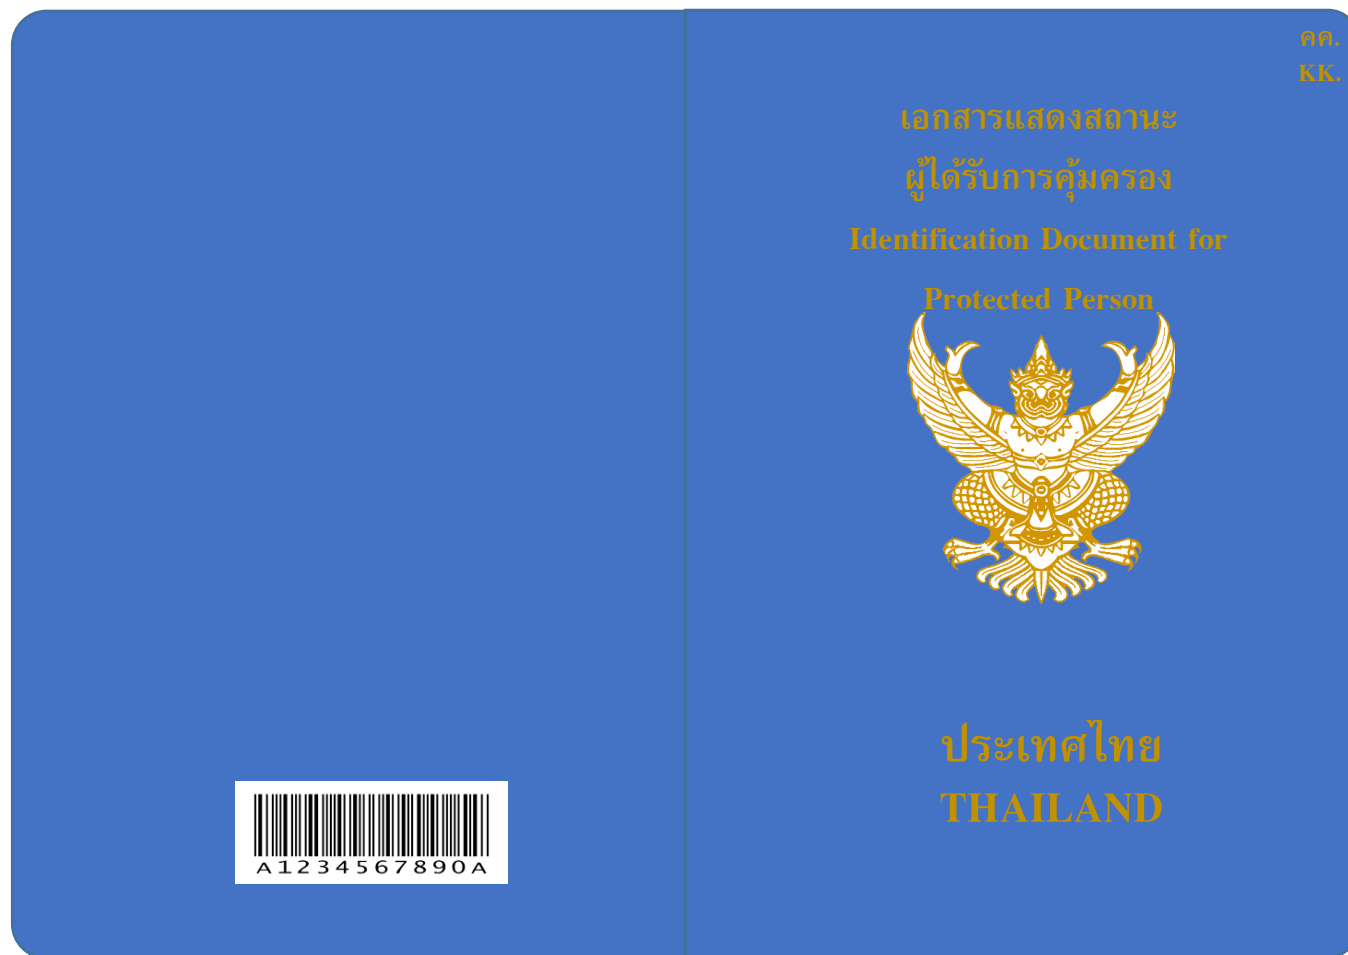 คค.
KK.
เอกสารแสดงสถานะ
ผู้ได้รับการคุ้มครอง
Identification Document for
Protected Person
ประเทศไทย
THAILAND
A1234567890A